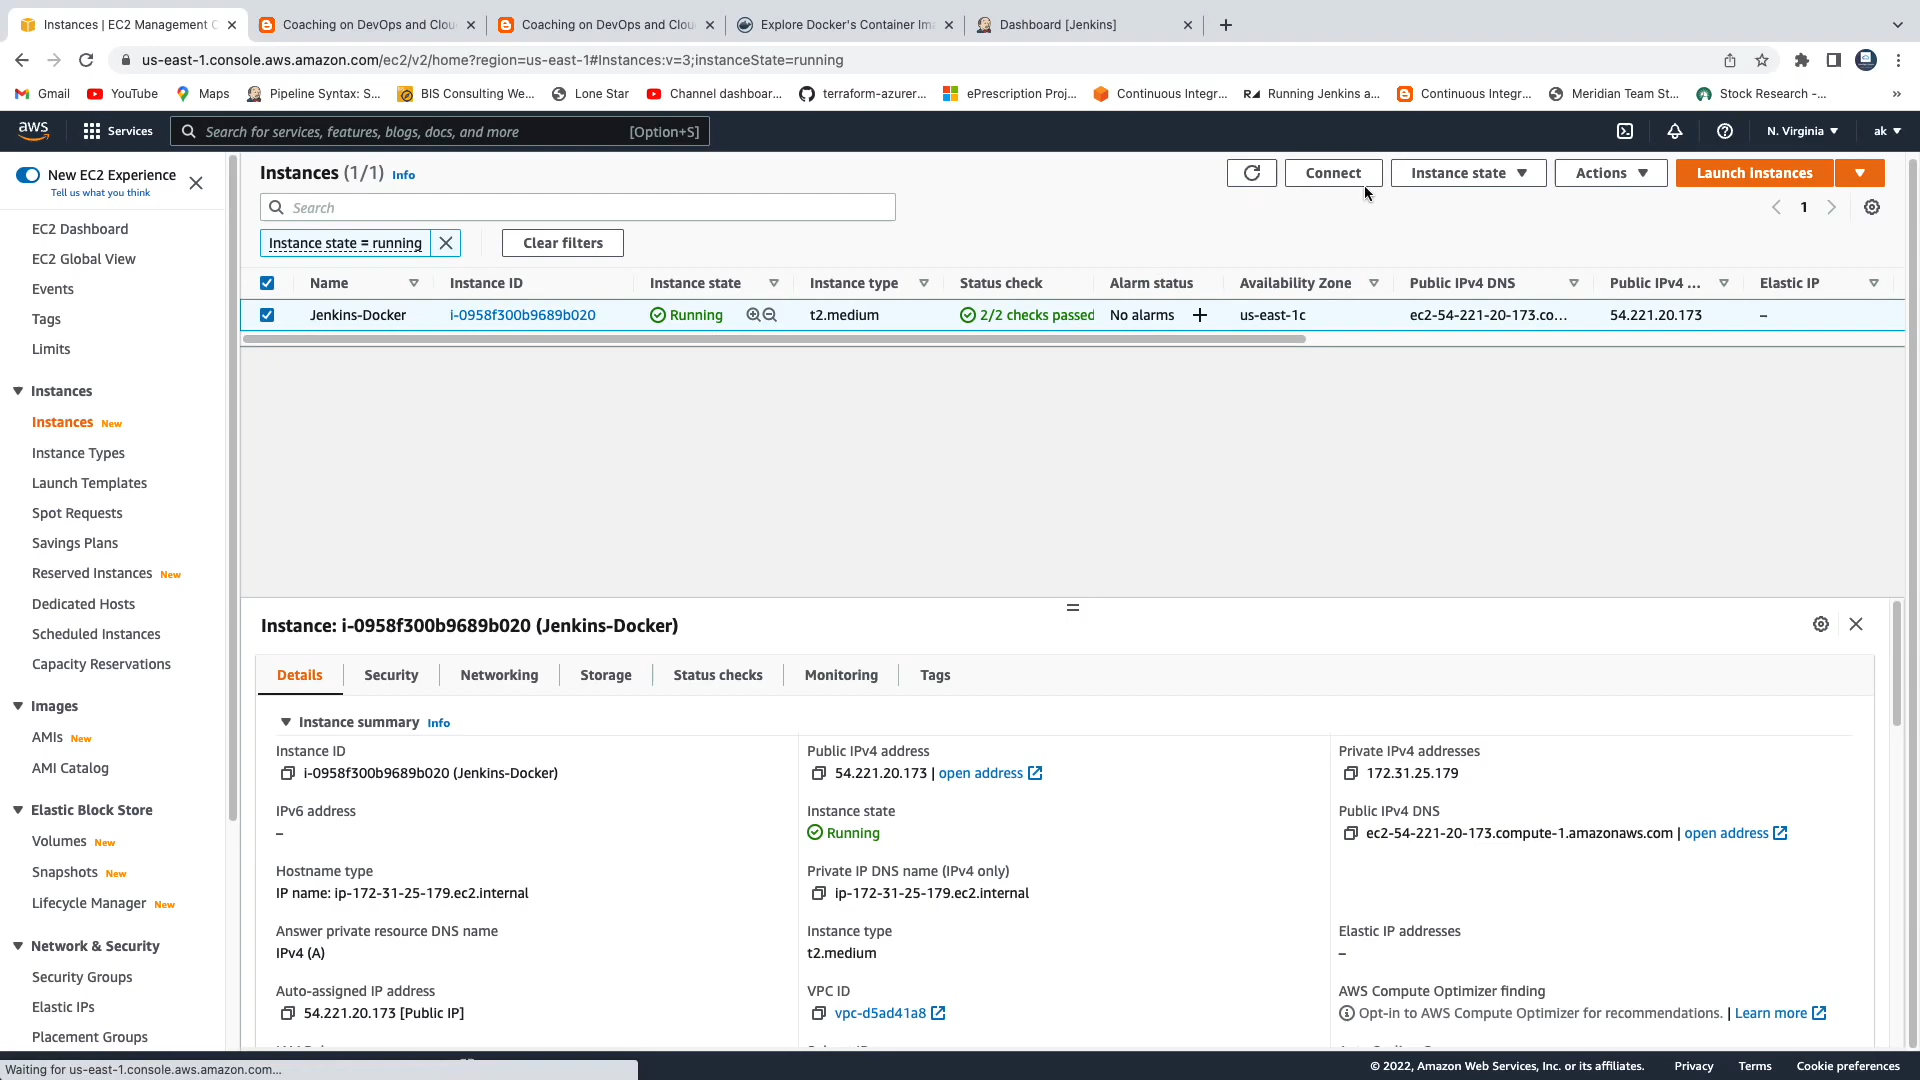 Instances | EC2 Management C
Coaching on DevOps and Clou
Coaching on DevOps and Clou
Explore Docker's Container Im
Dashboard [Jenkins]
us-east-1.console.aws.amazon.com/ec2/v2/home?region=us-east-1#Instances:v=3;instanceState=running
Gmail
YouTube
Maps
Pipeline Syntax: S...
BIS Consulting We...
Lone Star
Channel dashboar...
terraform-azurer...
ePrescription Proj...
Continuous Integr...
Running Jenkins a...
Continuous Integr...
Meridian Team St...
Stock Research -...
aws
Services
Search for services, features, blogs, docs, and more
[Option+S]
N. Virginia
ak
New EC2 Experience
Tell us what you think
EC2 Dashboard
EC2 Global View
Events
Tags
Limits
Instances
Instances New
Instance Types
Launch Templates
Spot Requests
Savings Plans
Reserved Instances New
Dedicated Hosts
Scheduled Instances
Capacity Reservations
Images
AMIs New
AMI Catalog
Elastic Block Store
Volumes New
Snapshots New
Lifecycle Manager New
Network & Security
Security Groups
Elastic IPs
Placement Groups
Instances (1/1) Info
Connect
Instance state
Actions
Launch instances
Search
1
Instance state = running
Clear filters
Name
Instance ID
Instance state
Instance type
Status check
Alarm status
Availability Zone
Public IPv4 DNS
Public IPv4 ...
Elastic IP
Jenkins-Docker
i-0958f300b9689b020
Running
t2.medium
2/2 checks passed
No alarms
us-east-1c
ec2-54-221-20-173.co...
54.221.20.173
–
Instance: i-0958f300b9689b020 (Jenkins-Docker)
Details
Security
Networking
Storage
Status checks
Monitoring
Tags
Instance summary Info
Instance ID
i-0958f300b9689b020 (Jenkins-Docker)
Public IPv4 address
54.221.20.173 | open address
Private IPv4 addresses
172.31.25.179
IPv6 address
–
Instance state
Running
Public IPv4 DNS
ec2-54-221-20-173.compute-1.amazonaws.com | open address
Hostname type
IP name: ip-172-31-25-179.ec2.internal
Private IP DNS name (IPv4 only)
ip-172-31-25-179.ec2.internal
Answer private resource DNS name
IPv4 (A)
Instance type
t2.medium
Elastic IP addresses
–
Auto-assigned IP address
54.221.20.173 [Public IP]
VPC ID
vpc-d5ad41a8
AWS Compute Optimizer finding
Opt-in to AWS Compute Optimizer for recommendations. | Learn more
Waiting for us-east-1.console.aws.amazon.com...
© 2022, Amazon Web Services, Inc. or its affiliates.
Privacy
Terms
Cookie preferences